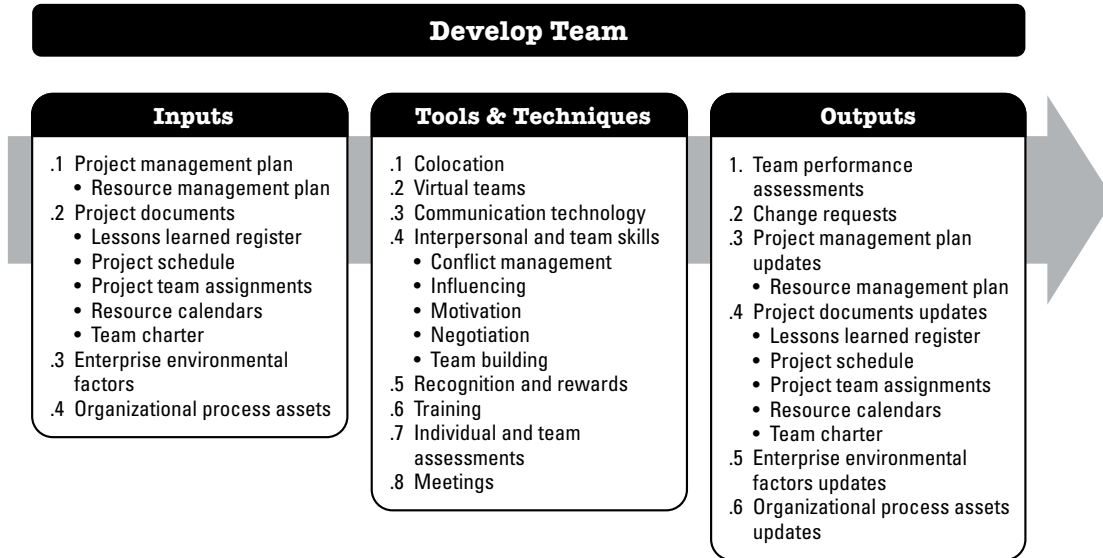 Develop Team
Inputs
.1 Project management plan
• Resource management plan
.2 Project documents
• Lessons learned register
• Project schedule
• Project team assignments
• Resource calendars
• Team charter
.3 Enterprise environmental
factors
.4 Organizational process assets
Tools & Techniques
.1 Colocation
.2 Virtual teams
.3 Communication technology
.4 Interpersonal and team skills
• Conflict management
• Influencing
• Motivation
• Negotiation
• Team building
.5 Recognition and rewards
.6 Training
.7 Individual and team
assessments
.8 Meetings
Outputs
1. Team performance
assessments
.2 Change requests
.3 Project management plan
updates
• Resource management plan
.4 Project documents updates
• Lessons learned register
• Project schedule
• Project team assignments
• Resource calendars
• Team charter
.5 Enterprise environmental
factors updates
.6 Organizational process assets
updates